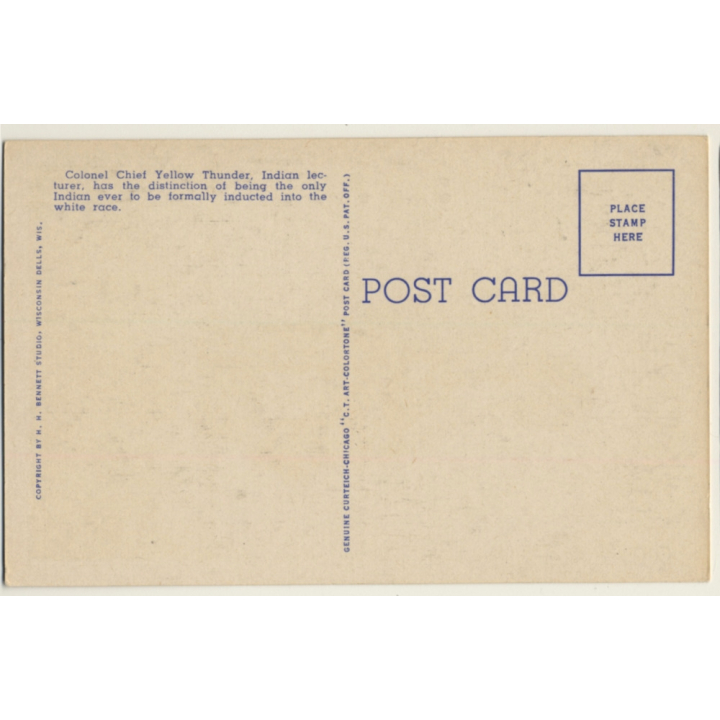 Colonel Chief Yellow Thunder, Indian lec-
turer, has the distinction of being the only
Indian ever to be formally inducted into the
white race.
COPYRIGHT BY H. H. BENNETT STUDIO, WISCONSIN DELLS, WIS.
GENUINE CURTEICH-CHICAGO "C.T. ART-COLORTONE" POST CARD (REG. U.S. PAT. OFF.)
POST CARD
PLACE
STAMP
HERE